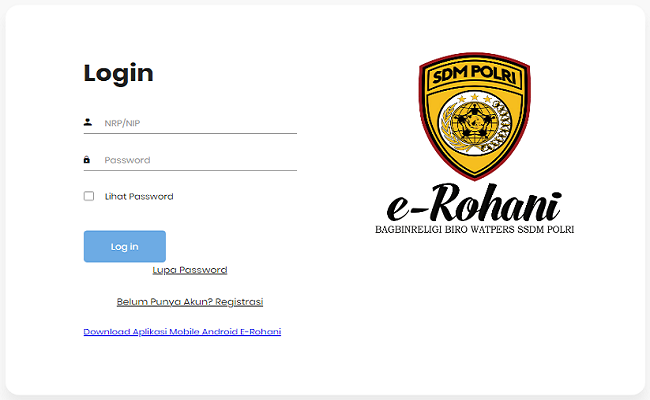 Login
NRP/NIP
Password
Lihat Password
Log in
Lupa Password
Belum Punya Akun? Registrasi
Download Aplikasi Mobile Android E-Rohani
SDM POLRI
e-Rohani
BAGBINRELIGI BIRO WATPERS SSDM POLRI